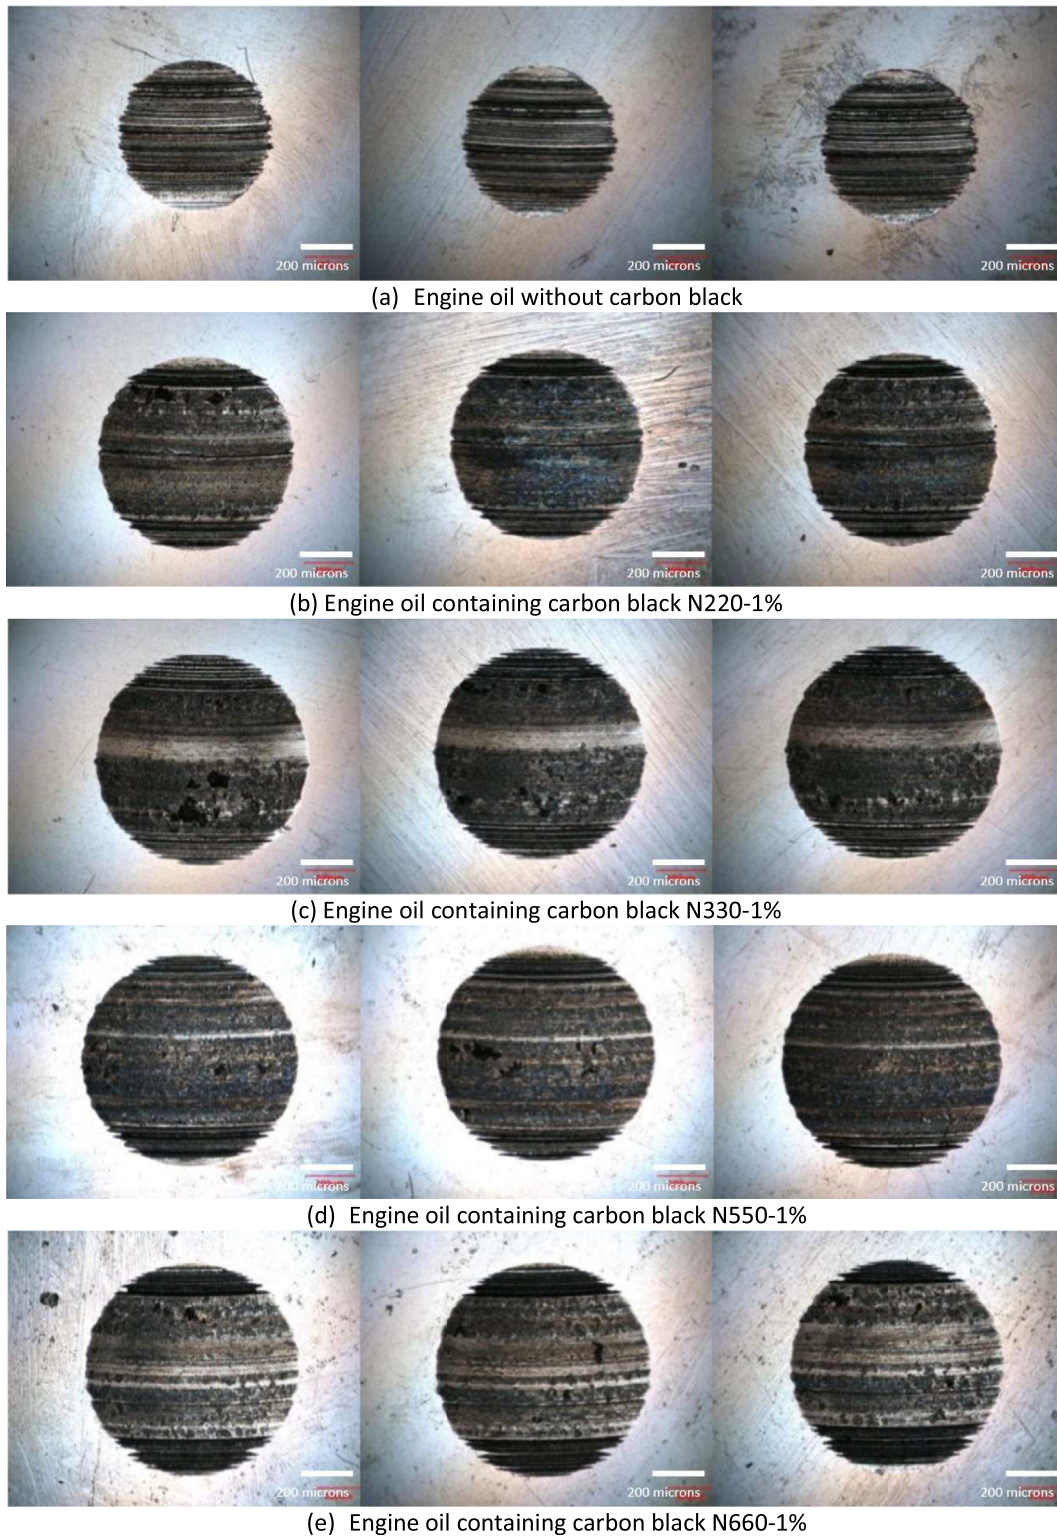 200 microns 200 microns 200 microns
(a) Engine oil without carbon black
200 microns 200 microns 200 microns
(b) Engine oil containing carbon black N220-1%
200 microns 200 microns 200 microns
(c) Engine oil containing carbon black N330-1%
200 microns 200 microns 200 microns
(d) Engine oil containing carbon black N550-1%
200 microns 200 microns 200 microns
(e) Engine oil containing carbon black N660-1%